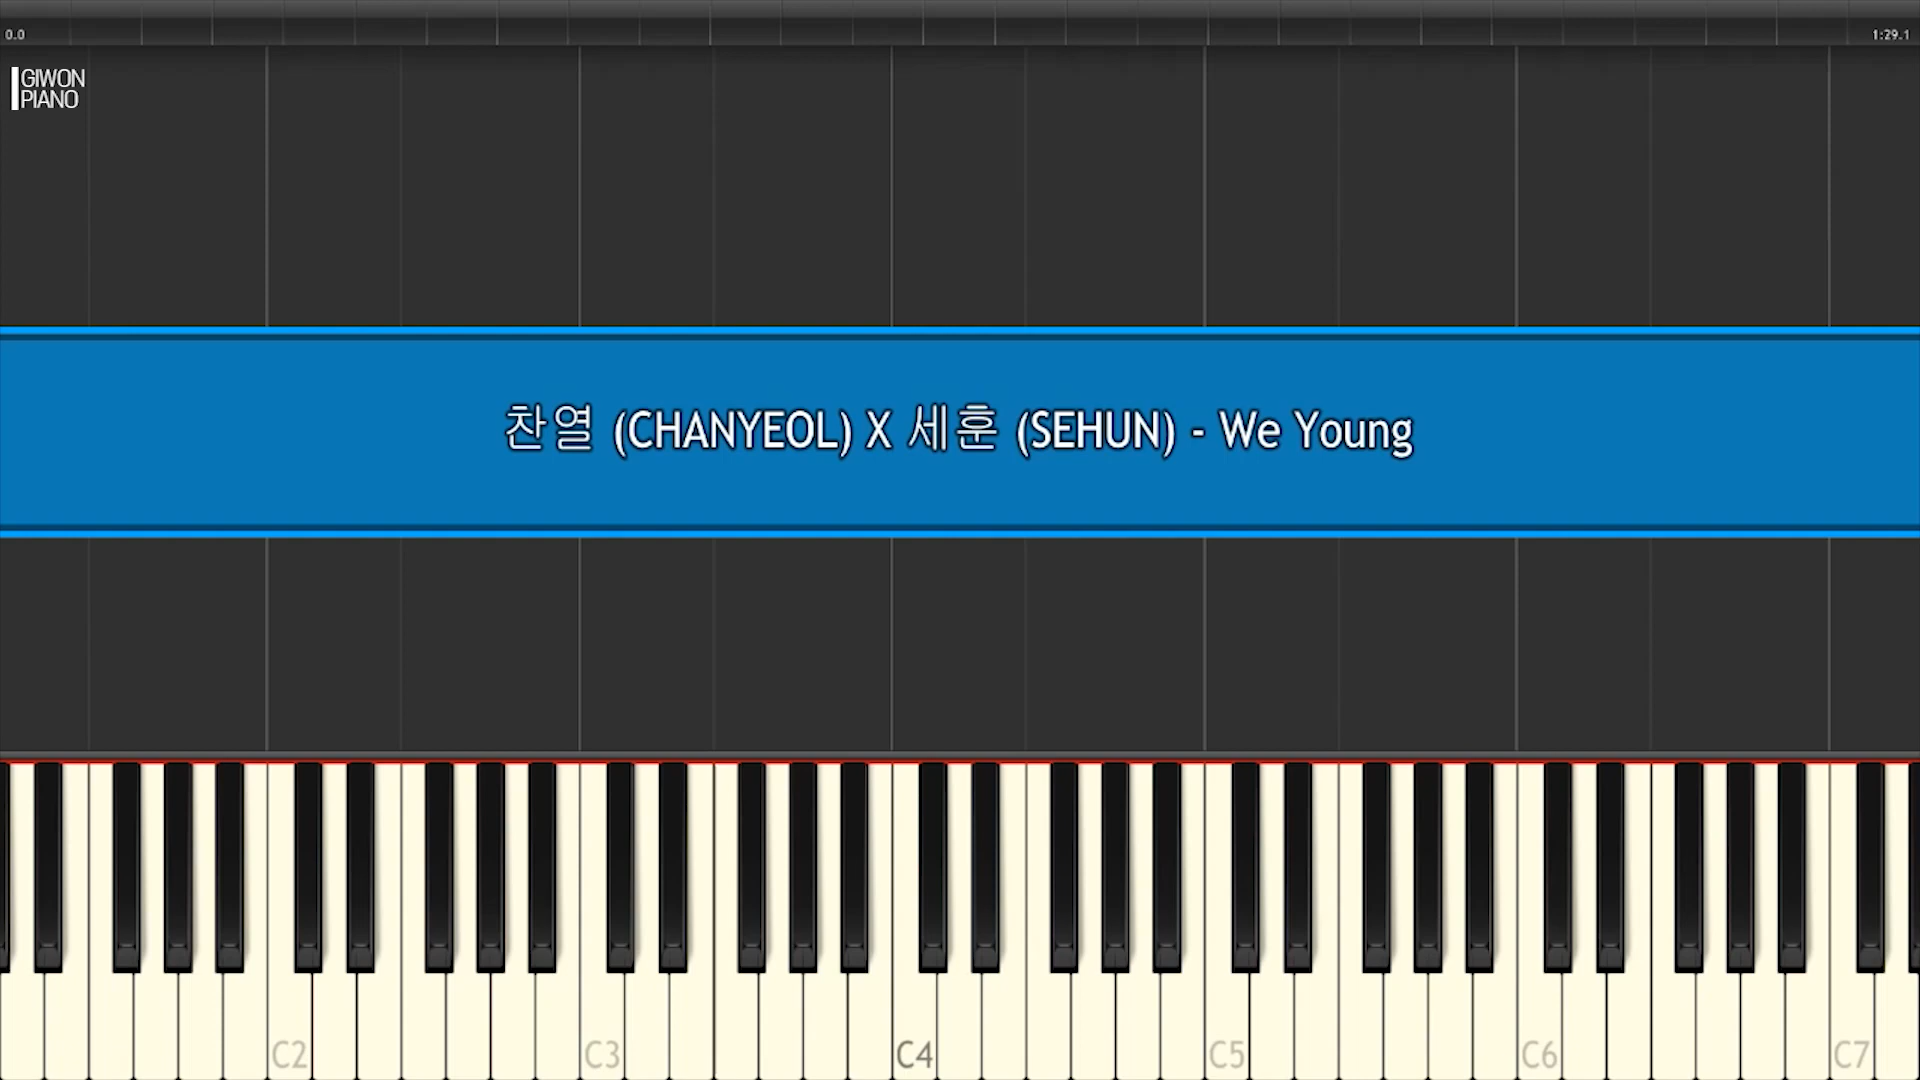 0.0
1:29.1
GIWON
PIANO
찬열 (CHANYEOL) X 세훈 (SEHUN) - We Young
C2
C3
C4
C5
C6
C7